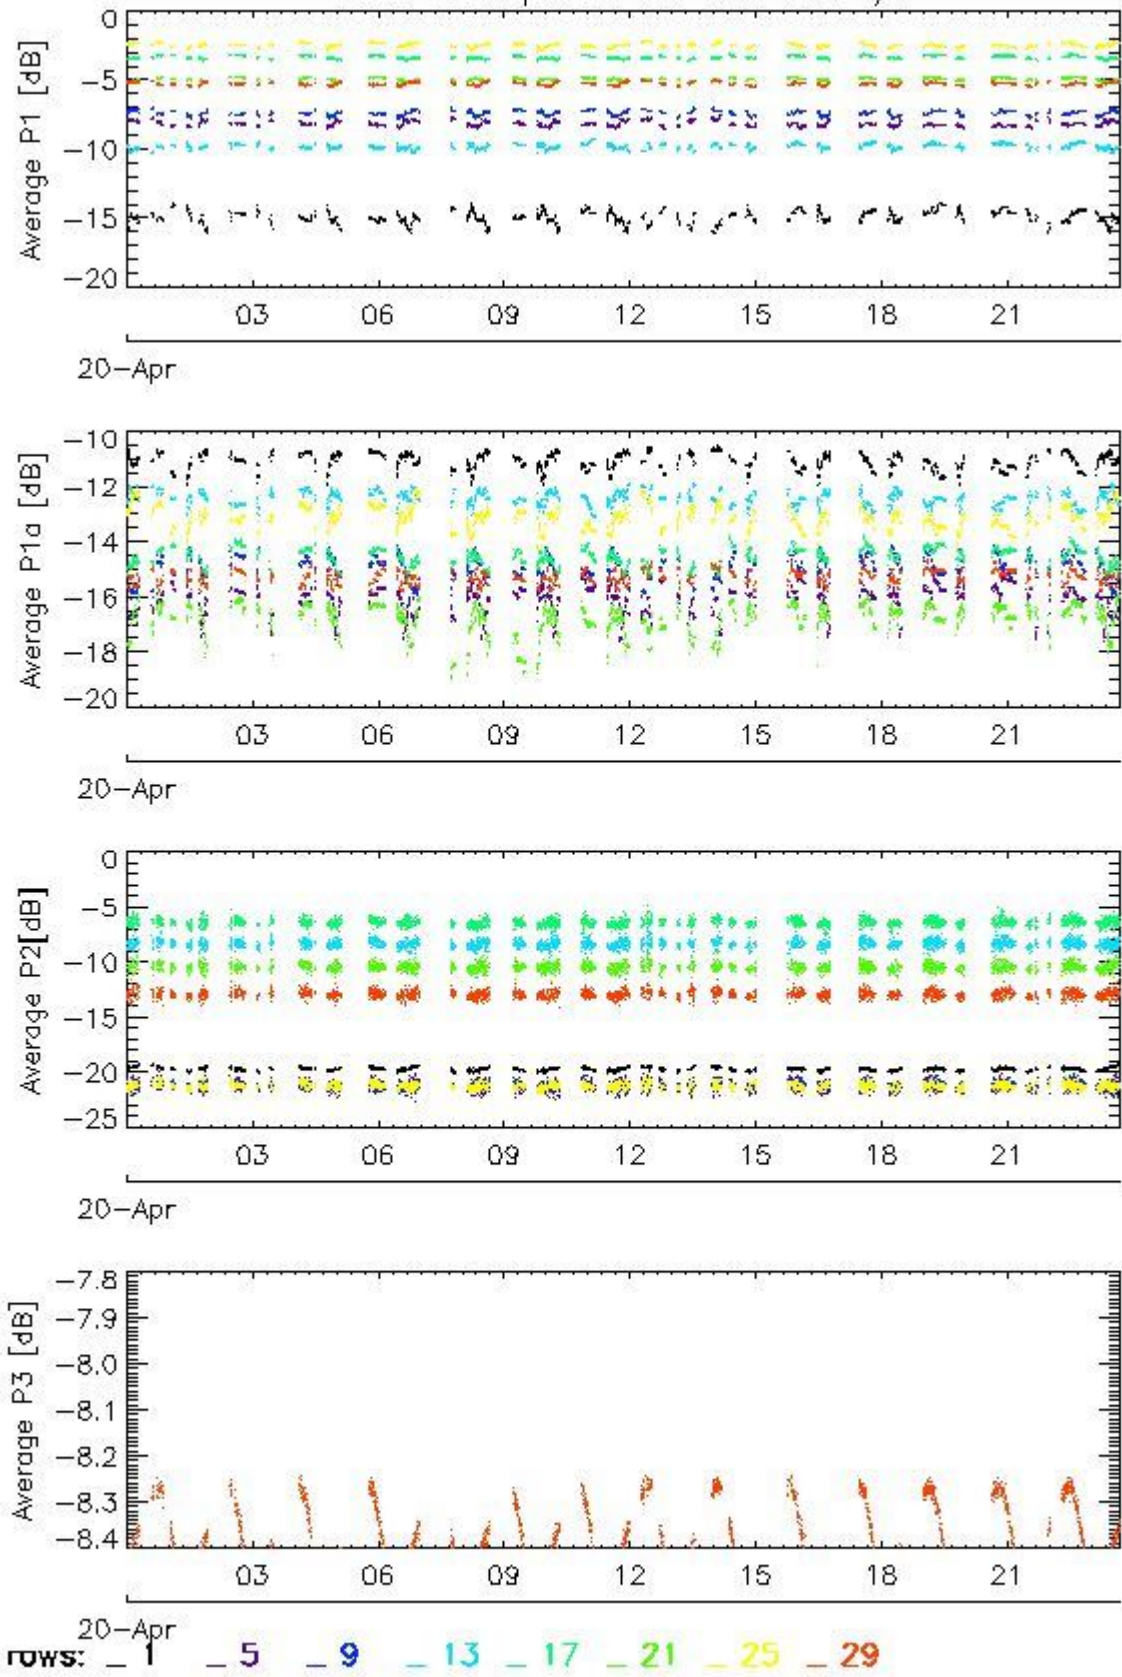 0
Average P1 [dB]
−5
−10
−15
−20
03 06 09 12 15 18 21
20−Apr
−10
Average P1a [dB]
−12
−14
−16
−18
−20
03 06 09 12 15 18 21
20−Apr
0
Average P2[dB]
−5
−10
−15
−20
−25
03 06 09 12 15 18 21
20−Apr
−7.8
Average P3 [dB]
−7.9
−8.0
−8.1
−8.2
−8.3
−8.4
03 06 09 12 15 18 21
20−Apr
rows: _ 1 _ 5 _ 9 _ 13 _ 17 _ 21 _ 25 _ 29